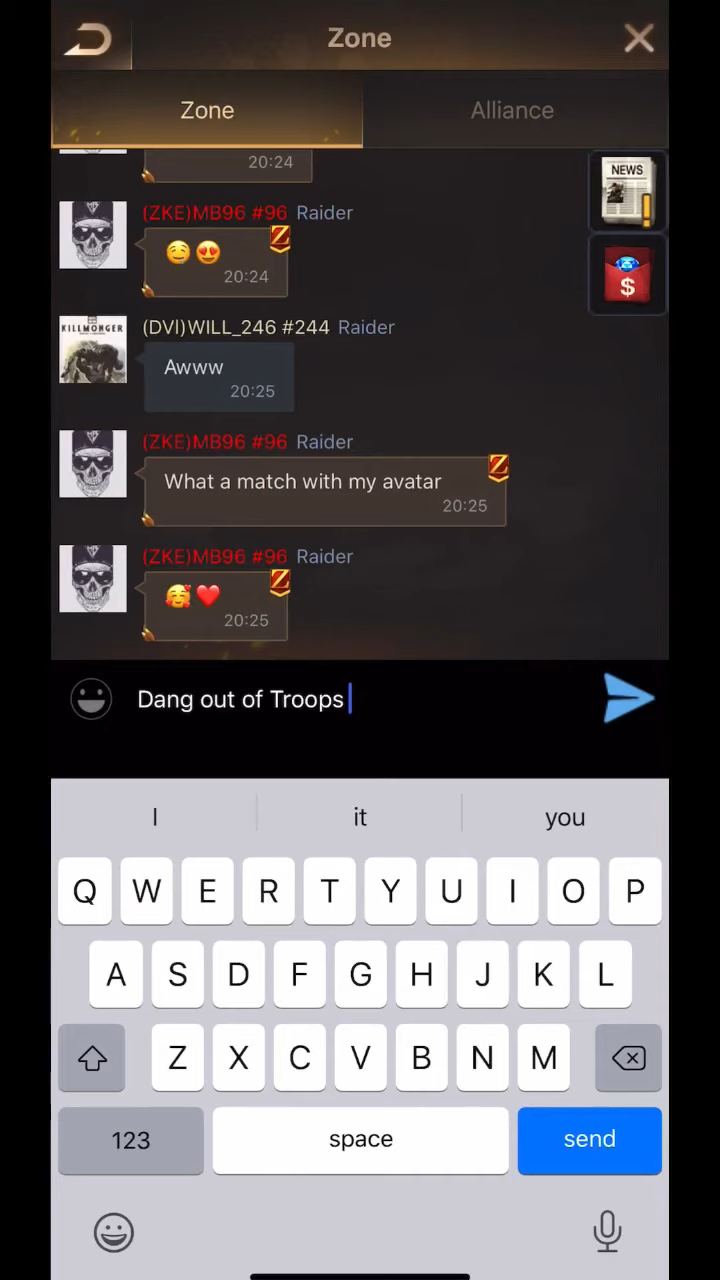 Zone
Zone
Alliance
20:24
NEWS
(ZKE)MB96 #96 Raider
Z
🤤 😍
20:24
$
KILLMONGER
(DVI)WILL_246 #244 Raider
Awww
20:25
(ZKE)MB96 #96 Raider
Z
What a match with my avatar
20:25
(ZKE)MB96 #96 Raider
Z
🥰 ❤️
20:25
Dang out of Troops
I
it
you
Q W E R T Y U I O P
A S D F G H J K L
Z X C V B N M
123
space
send